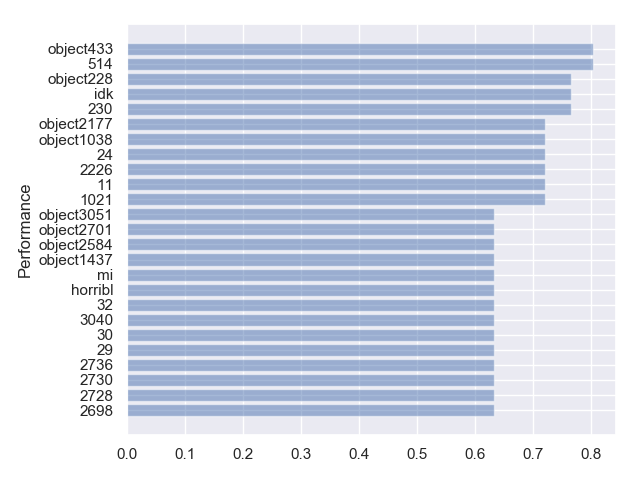 object433
514
object228
idk
230
object2177
object1038
24
2226
11
1021
object3051
object2701
object2584
object1437
mi
horribl
32
3040
30
29
2736
2730
2728
2698
Performance
0.0 0.1 0.2 0.3 0.4 0.5 0.6 0.7 0.8